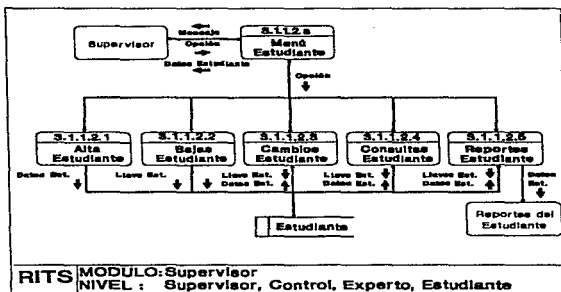 Mensaje
Supervisor
Opción
Datos Estudiante
3.1.1.2.a
Menú
Estudiante
Opción
3.1.1.2.1
Alta
Estudiante
3.1.1.2.2
Bajas
Estudiante
3.1.1.2.3
Cambios
Estudiante
3.1.1.2.4
Consultas
Estudiante
3.1.1.2.5
Reportes
Estudiante
Datos Est.
Llave Est.
Llave Est.
Datos Est.
Llave Est.
Datos Est.
Llave Est.
Datos Est.
Datos
Est.
Estudiante
Reportes del
Estudiante
RITS
MODULO: Supervisor
NIVEL : Supervisor, Control, Experto, Estudiante